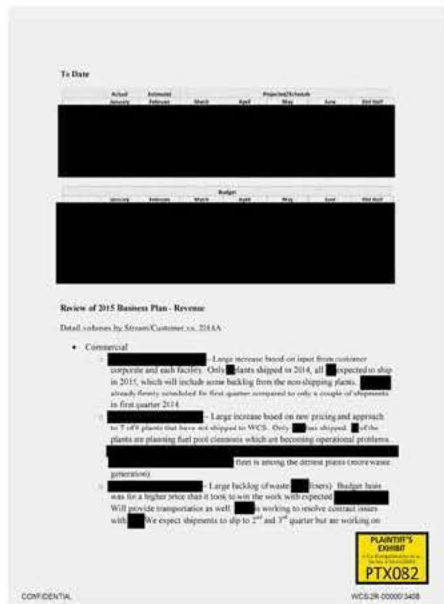 To Date
Actual Estimated Projected/Schedule
January February March April May June First Half
Budget
January February March April May June First Half
Review of 2015 Business Plan - Revenue
Detail volumes by Stream/Customer vs. 2014A
• Commercial
o – Large increase based on input from customer
corporate and each facility. Only plants shipped in 2014, all expected to ship
in 2015, which will include some backlog from the non-shipping plants.
already firmly scheduled for first quarter compared to only a couple of shipments
in first quarter 2014
o – Large increase based on new pricing and approach
to 7 of 9 plants that have not shipped to WCS. Only has shipped. of the
plants are planning fuel pool cleanouts which are becoming operational problems
fleet is among the dirtiest plants (more waste
generation)
o – Large backlog of waste liners) Budget basis
was for a higher price than it took to win the work with expected
Will provide transportation as well. is working to resolve contract issues
with We expect shipments to slip to 2nd and 3rd quarter but are working on
PLAINTIFF'S
EXHIBIT
PTX082
CONFIDENTIAL
WCS-2R-000013408